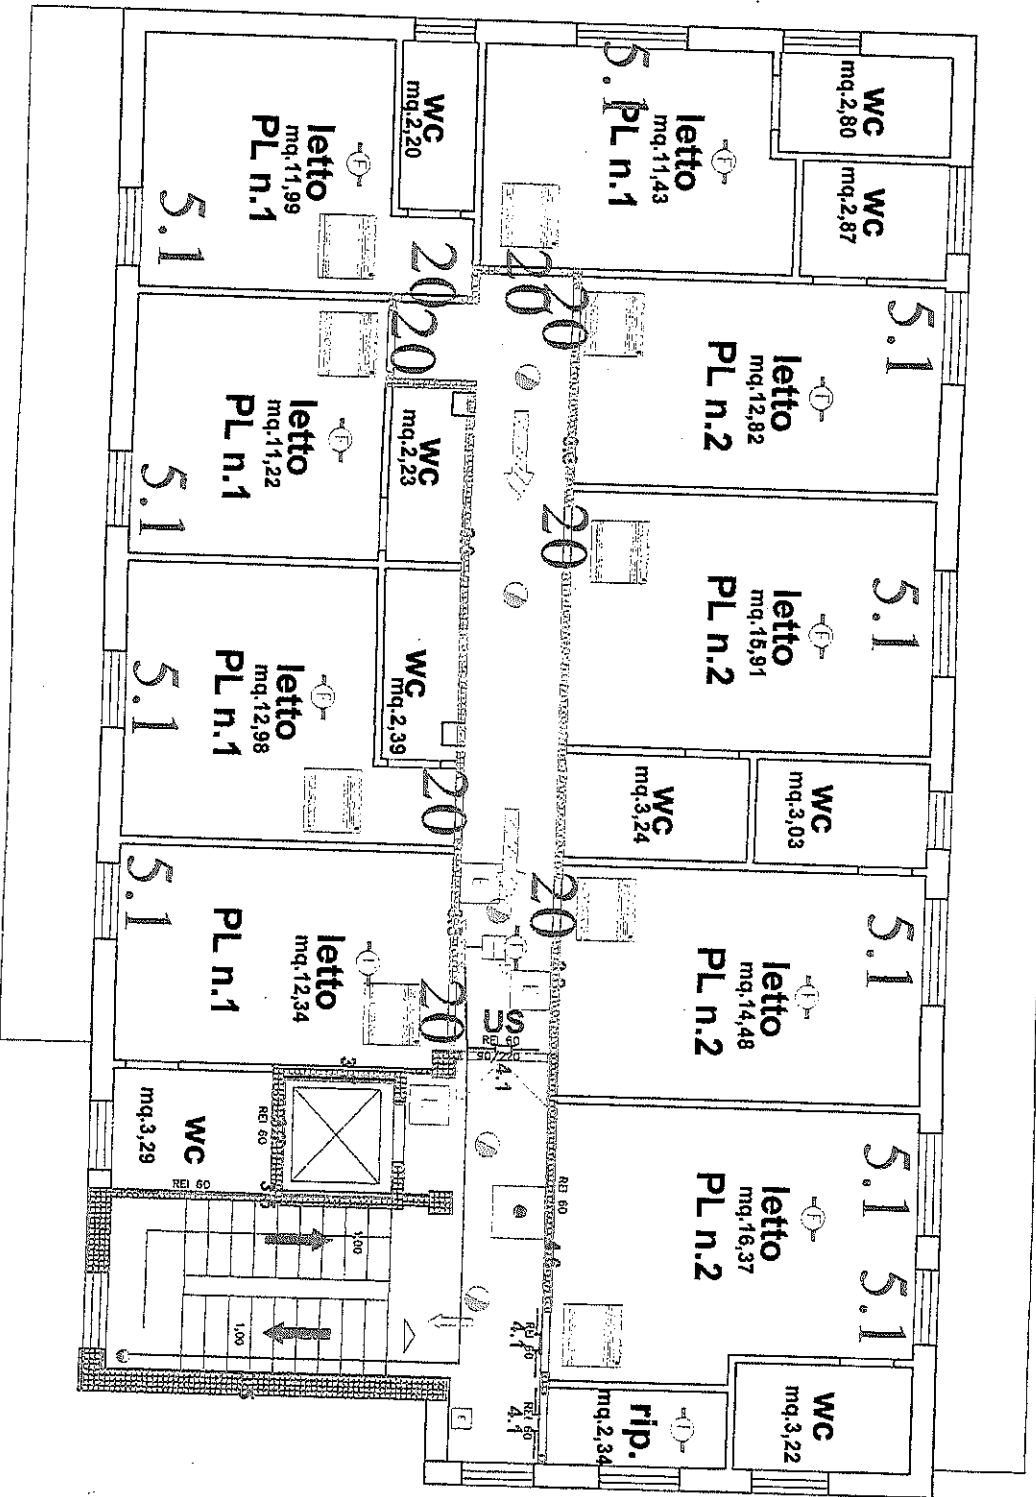 wc
mq.2,80
wc
mq.2,87
5.1
letto
mq.12,82
PL n.2
20
5.1
letto
mq.15,91
PL n.2
20
wc
mq.3,03
wc
mq.3,24
5.1
letto
mq.14,48
PL n.2
20
5.1
5.1
letto
mq.16,37
PL n.2
wc
mq.3,22
rip.
mq.2,34
5.1
letto
mq.11,43
PL n.1
20
wc
mq.2,20
letto
mq.11,99
PL n.1
5.1
20
20
letto
mq.11,22
PL n.1
5.1
wc
mq.2,23
wc
mq.2,39
letto
mq.12,98
PL n.1
5.1
20
letto
mq.12,34
PL n.1
5.1
20
US
REI 60
90/220
4.1
wc
mq.3,29
REI 60
REI 60
REI 60
REI 60
4.1
REI 60
4.1
1,00
1,00